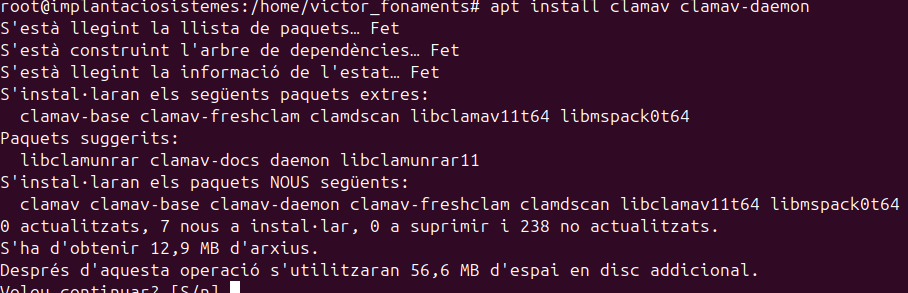 root@implantaciosistemes:/home/victor_fonaments# apt install clamav clamav-daemon
S'està llegint la llista de paquets… Fet
S'està construint l'arbre de dependències… Fet
S'està llegint la informació de l'estat… Fet
S'instal·laran els següents paquets extres:
  clamav-base clamav-freshclam clamdscan libclamav11t64 libmspack0t64
Paquets suggerits:
  libclamunrar clamav-docs daemon libclamunrar11
S'instal·laran els paquets NOUS següents:
  clamav clamav-base clamav-daemon clamav-freshclam clamdscan libclamav11t64 libmspack0t64
0 actualitzats, 7 nous a instal·lar, 0 a suprimir i 238 no actualitzats.
S'ha d'obtenir 12,9 MB d'arxius.
Després d'aquesta operació s'utilitzaran 56,6 MB d'espai en disc addicional.
Voleu continuar? [S/n]